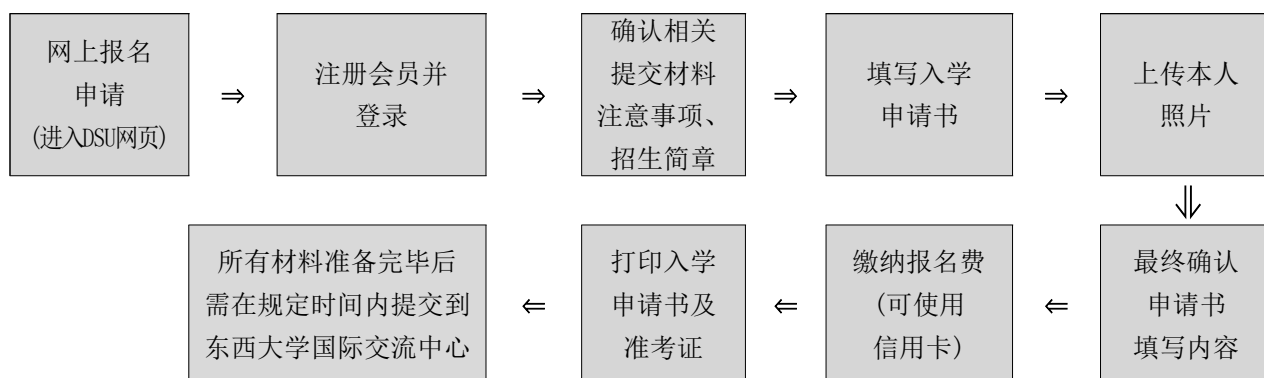 网上报名
申请
(进入DSU网页)
⇒
注册会员并
登录
⇒
确认相关
提交材料
注意事项、
招生简章
⇒
填写入学
申请书
⇒
上传本人
照片
⇓
最终确认
申请书
填写内容
⇐
缴纳报名费
(可使用
信用卡)
⇐
打印入学
申请书及
准考证
⇐
所有材料准备完毕后
需在规定时间内提交到
东西大学国际交流中心